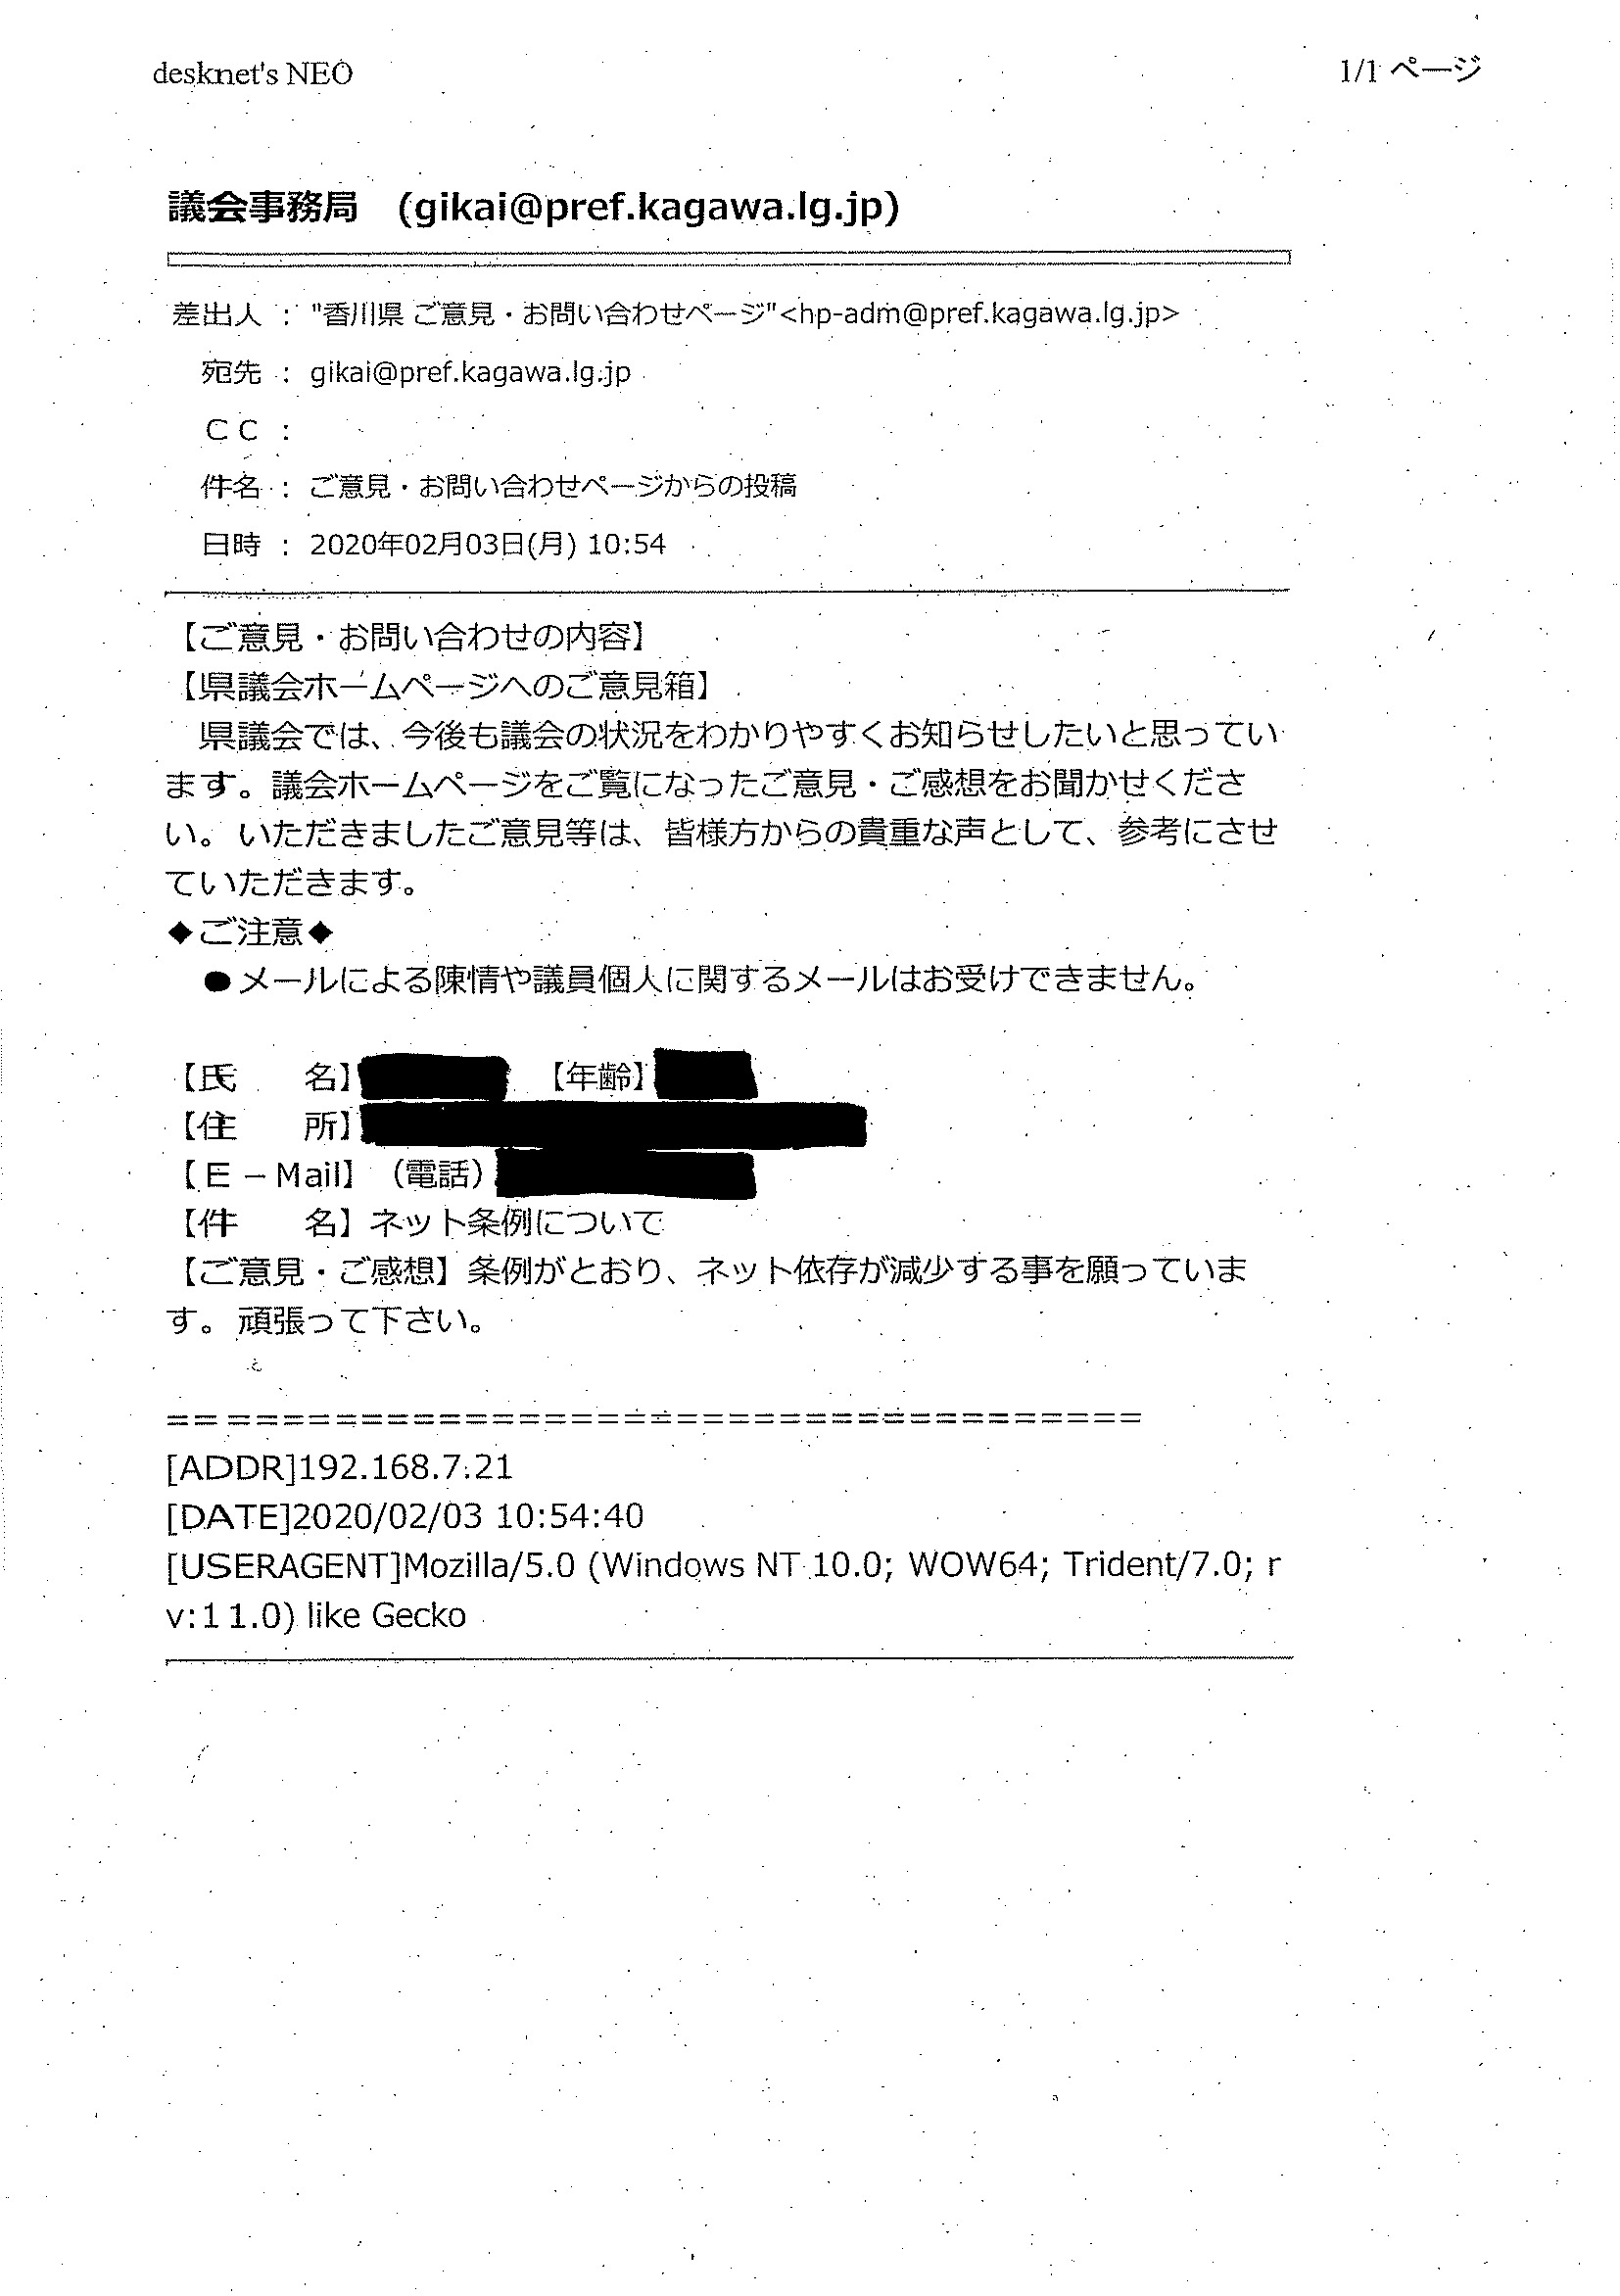 desknet's NEO
1/1 ページ
議会事務局　(gikai@pref.kagawa.lg.jp)
差出人 ： "香川県 ご意見・お問い合わせページ"<hp-adm@pref.kagawa.lg.jp>
宛先 ： gikai@pref.kagawa.lg.jp
ＣＣ ：
件名 ： ご意見・お問い合わせページからの投稿
日時 ： 2020年02月03日(月) 10:54
【ご意見・お問い合わせの内容】
【県議会ホームページへのご意見箱】
　県議会では、今後も議会の状況をわかりやすくお知らせしたいと思ってい
ます。議会ホームページをご覧になったご意見・ご感想をお聞かせくださ
い。いただきましたご意見等は、皆様方からの貴重な声として、参考にさせ
ていただきます。
◆ご注意◆
　●メールによる陳情や議員個人に関するメールはお受けできません。
【氏　　名】　【年齢】
【住　　所】
【Ｅ－Mail】（電話）
【件　　名】ネット条例について
【ご意見・ご感想】条例がとおり、ネット依存が減少する事を願っていま
す。頑張って下さい。
=====================================
[ADDR]192.168.7.21
[DATE]2020/02/03 10:54:40
[USERAGENT]Mozilla/5.0 (Windows NT 10.0; WOW64; Trident/7.0; r
v:11.0) like Gecko